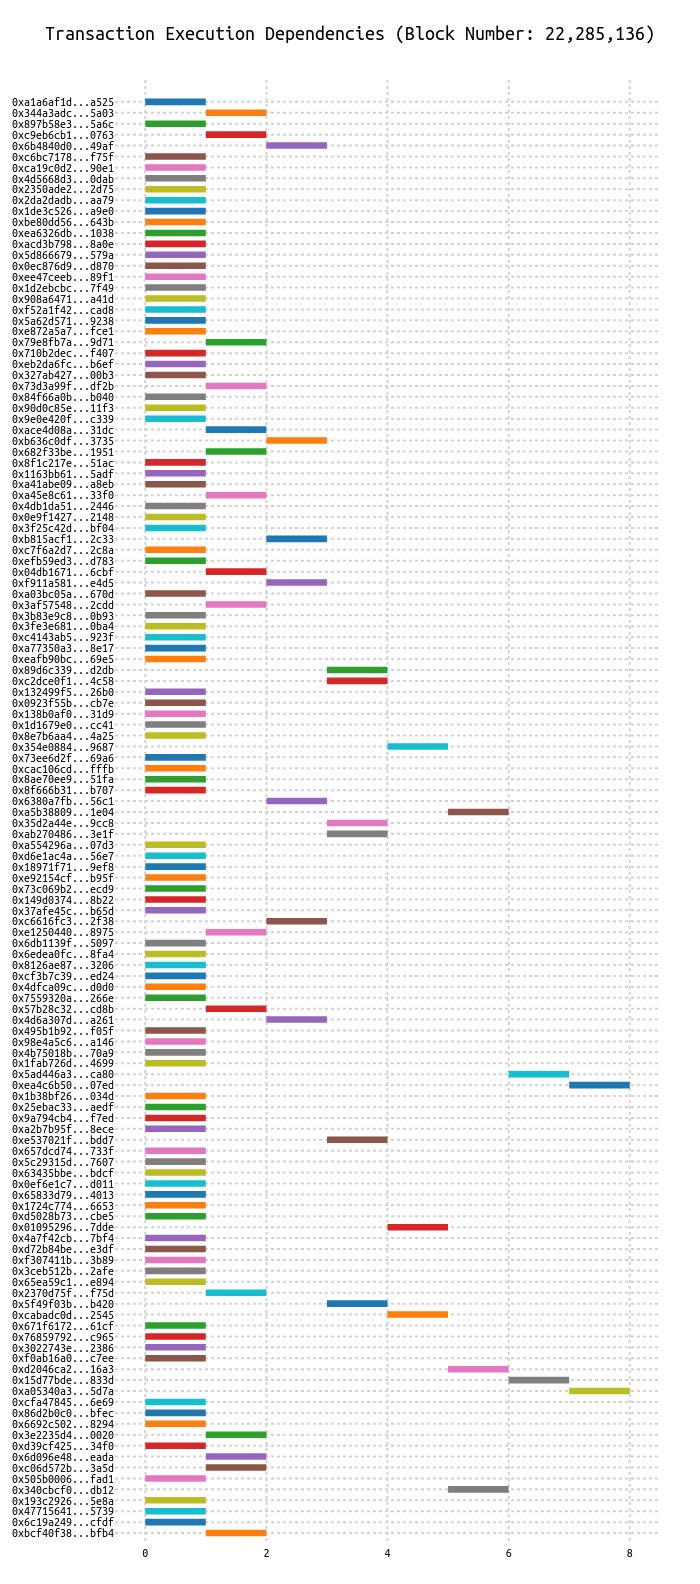 Transaction Execution Dependencies (Block Number: 22,285,136)
0xa1a6af1d...a525
0x344a3adc...5a03
0x897b58e3...5a6c
0xc9eb6cb1...0763
0x6b4840d0...49af
0xc6bc7178...f75f
0xca19c0d2...90e1
0x4d5668d3...0dab
0x2350ade2...2d75
0x2da2dadb...aa79
0x1de3c526...a9e0
0xbe80dd56...643b
0xea6326db...1038
0xacd3b798...8a0e
0x5d866679...579a
0x0ec876d9...d870
0xee47ceeb...89f1
0x1d2ebcbc...7f49
0x908a6471...a41d
0xf52a1f42...cad8
0x5a62d571...9238
0xe872a5a7...fce1
0x79e8fb7a...9d71
0x710b2dec...f407
0xeb2da6fc...b6ef
0x327ab427...00b3
0x73d3a99f...df2b
0x84f66a0b...b040
0x90d0c85e...11f3
0x9e0e420f...c339
0xace4d08a...31dc
0xb636c0df...3735
0x682f33be...1951
0x8f1c217e...51ac
0x1163bb61...5adf
0xa41abe09...a8eb
0xa45e8c61...33f0
0x4db1da51...2446
0x0e9f1427...2148
0x3f25c42d...bf04
0xb815acf1...2c33
0xc7f6a2d7...2c8a
0xefb59ed3...d783
0x04db1671...6cbf
0xf911a581...e4d5
0xa03bc05a...670d
0x3af57548...2cdd
0x3b83e9c8...0b93
0x3fe3e681...0ba4
0xc4143ab5...923f
0xa77350a3...8e17
0xeafb90bc...69e5
0x89d6c339...d2db
0xc2dce0f1...4c58
0x132499f5...26b0
0x0923f55b...cb7e
0x138b0af0...31d9
0x1d1679e0...cc41
0x8e7b6aa4...4a25
0x354e0884...9687
0x73ee6d2f...69a6
0xcac106cd...fffb
0x8ae70ee9...51fa
0x8f666b31...b707
0x6380a7fb...56c1
0xa5b38809...1e04
0x35d2a44e...9cc8
0xab270486...3e1f
0xa554296a...07d3
0xd6e1ac4a...56e7
0x18971f71...9ef8
0xe92154cf...b95f
0x73c069b2...ecd9
0x149d0374...8b22
0x37afe45c...b65d
0xc6616fc3...2f38
0xe1250440...8975
0x6db1139f...5097
0x6edea0fc...8fa4
0x8126ae87...3206
0xcf3b7c39...ed24
0x4dfca09c...d0d0
0x7559320a...266e
0x57b28c32...cd8b
0x4d6a307d...a261
0x495b1b92...f05f
0x98e4a5c6...a146
0x4b75018b...70a9
0x1fab726d...4699
0x5ad446a3...ca80
0xea4c6b50...07ed
0x1b38bf26...034d
0x25ebac33...aedf
0x9a794cb4...f7ed
0xa2b7b95f...8ece
0xe537021f...bdd7
0x657dcd74...733f
0x5c29315d...7607
0x63435bbe...bdcf
0x0ef6e1c7...d011
0x65833d79...4013
0x1724c774...6653
0xd5028b73...cbe5
0x01095296...7dde
0x4a7f42cb...7bf4
0xd72b84be...e3df
0xf307411b...3b89
0x3ceb512b...2afe
0x65ea59c1...e894
0x2370d75f...f75d
0x5f49f03b...b420
0xcabadc0d...2545
0x671f6172...61cf
0x76859792...c965
0x3022743e...2386
0xf0ab16a0...c7ee
0xd2046ca2...16a3
0x15d77bde...833d
0xa05340a3...5d7a
0xcfa47845...6e69
0x86d2b0c0...bfec
0x6692c502...8294
0x3e2235d4...0020
0xd39cf425...34f0
0x6d096e48...eada
0xc06d572b...3a5d
0x505b0006...fad1
0x340cbcf0...db12
0x193c2926...5e8a
0x47715641...5739
0x6c19a249...cfdf
0xbcf40f38...bfb4
0 2 4 6 8